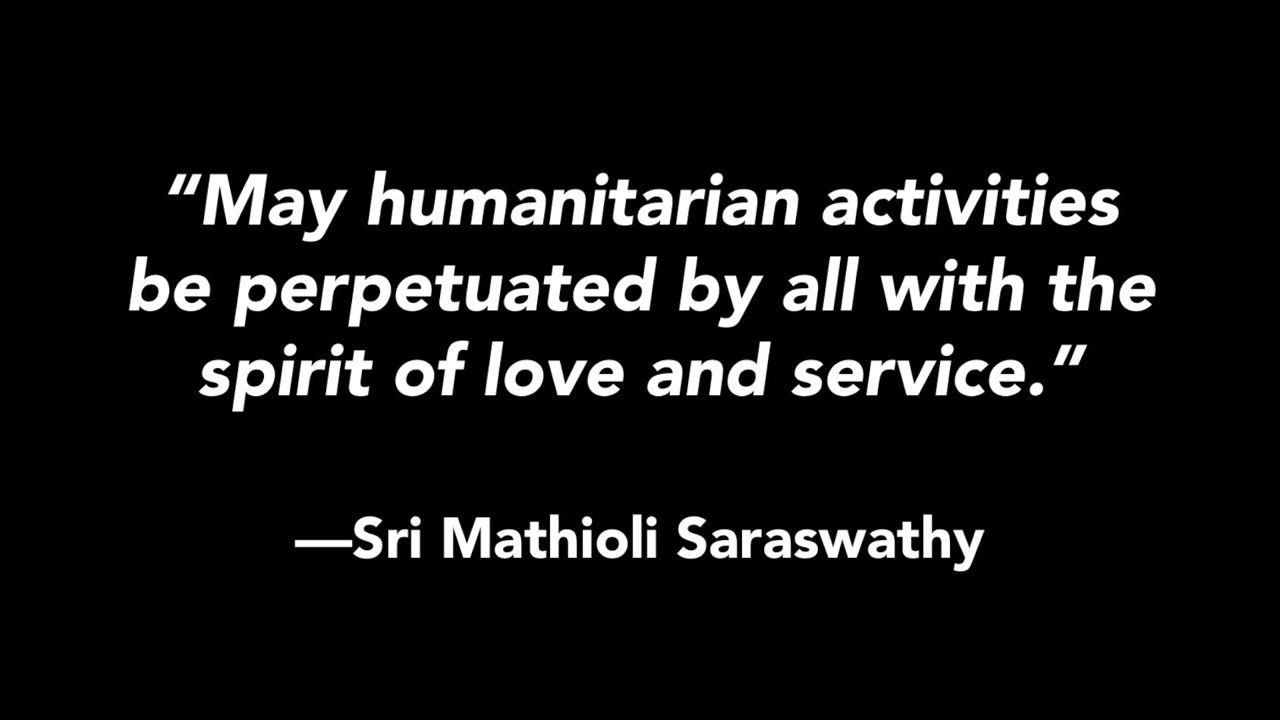 “May humanitarian activities
be perpetuated by all with the
spirit of love and service.”
—Sri Mathioli Saraswathy